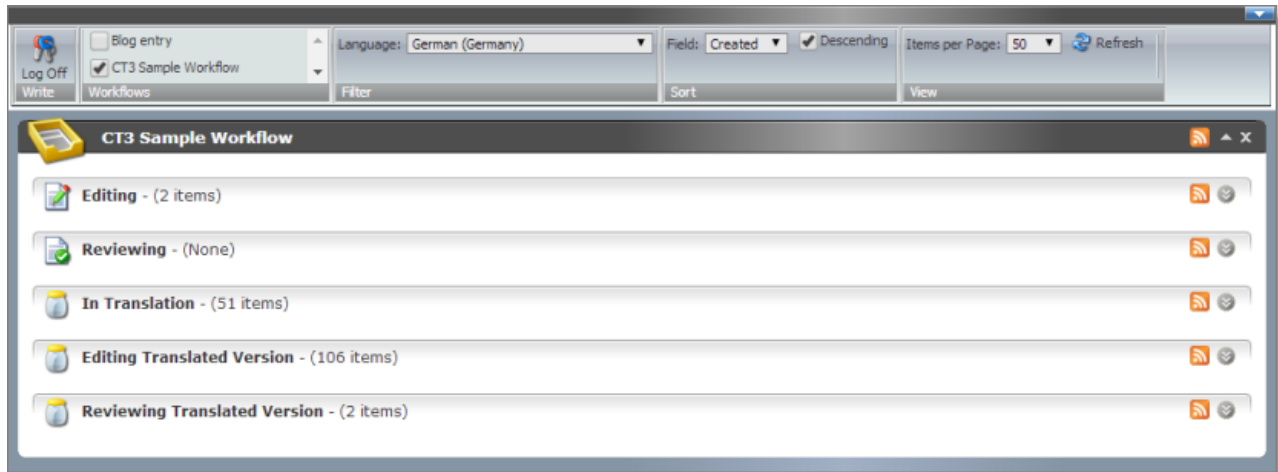 Blog entry
CT3 Sample Workflow
Language: German (Germany)
Field: Created Descending
Items per Page: 50 Refresh
Log Off
Write
Workflows
Filter
Sort
View
CT3 Sample Workflow
Editing - (2 items)
Reviewing - (None)
In Translation - (51 items)
Editing Translated Version - (106 items)
Reviewing Translated Version - (2 items)